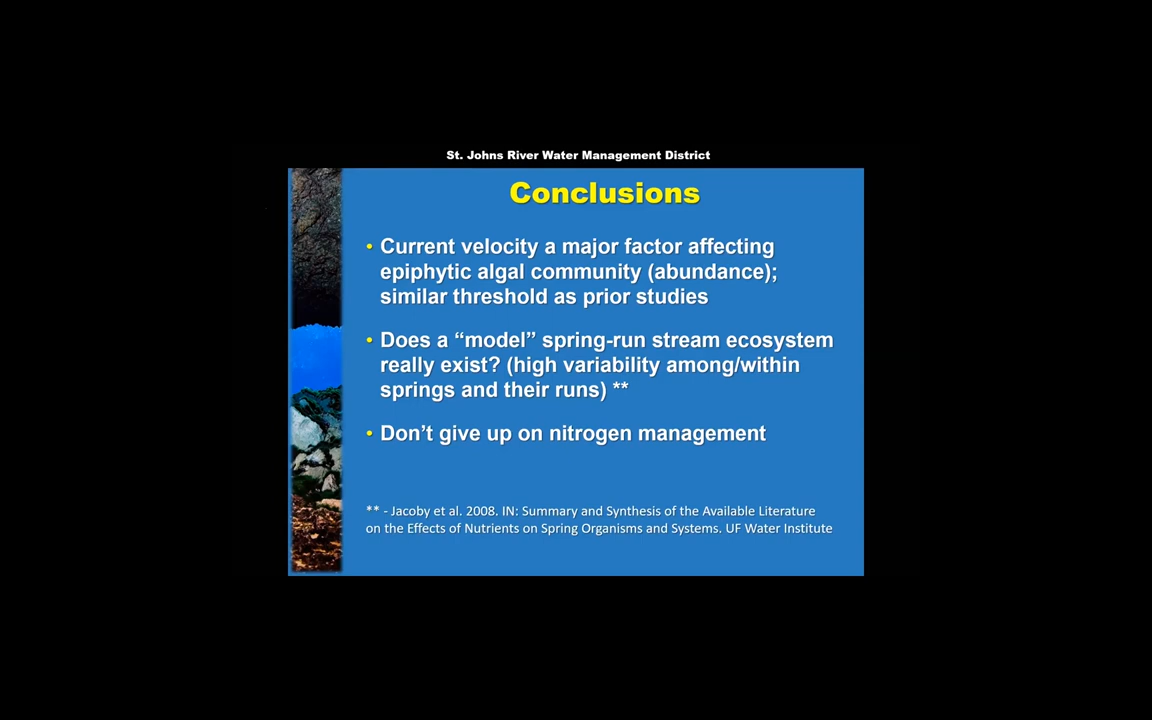 St. Johns River Water Management District
Conclusions
• Current velocity a major factor affecting
epiphytic algal community (abundance);
similar threshold as prior studies
• Does a “model” spring-run stream ecosystem
really exist? (high variability among/within
springs and their runs) **
• Don’t give up on nitrogen management
** - Jacoby et al. 2008. IN: Summary and Synthesis of the Available Literature
on the Effects of Nutrients on Spring Organisms and Systems. UF Water Institute